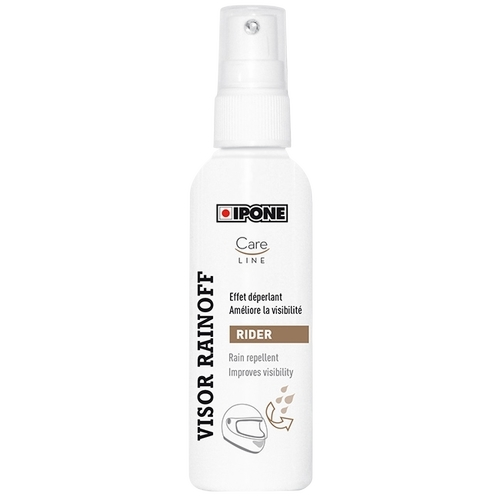 IPONE
Care
LINE
VISOR RAINOFF
Effet déperlant
Améliore la visibilité
RIDER
Rain repellent
Improves visibility